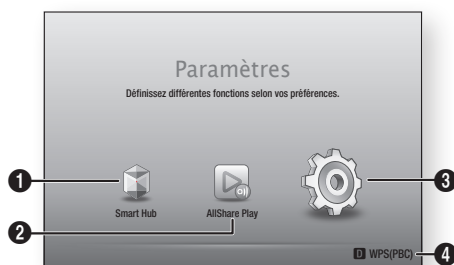 Paramètres
Définissez différentes fonctions selon vos préférences.
1
3
Smart Hub
AllShare Play
2
D WPS(PBC)
4